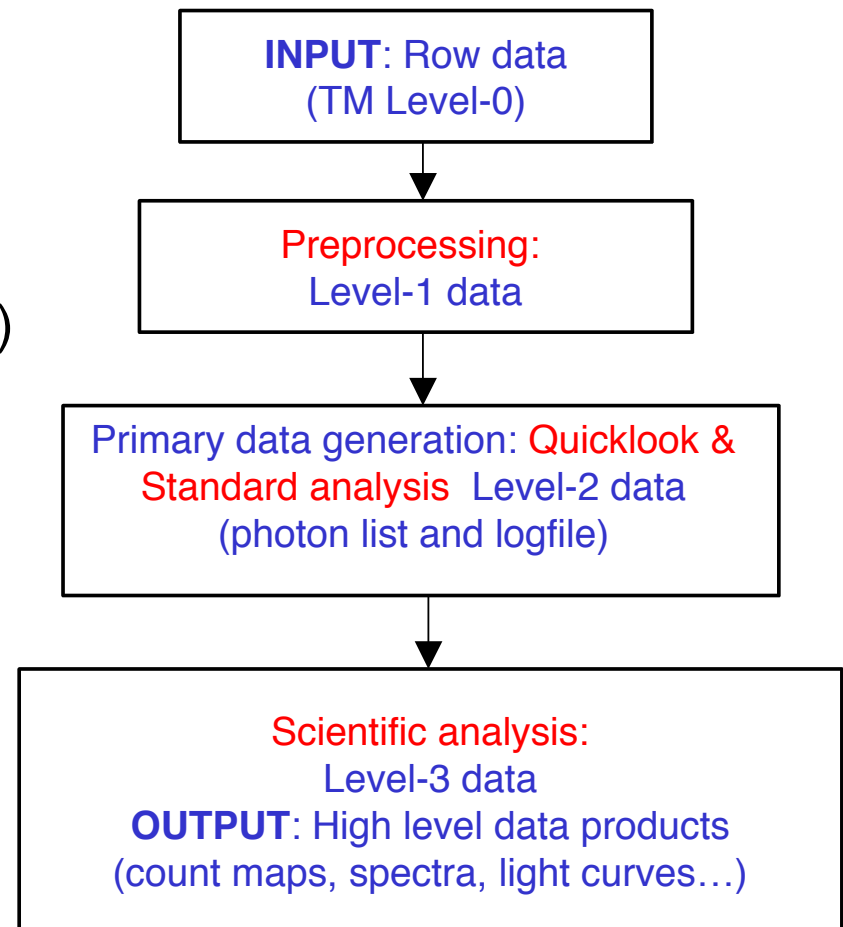 INPUT: Row data
(TM Level-0)
Preprocessing:
Level-1 data
)
Primary data generation: Quicklook &
Standard analysis Level-2 data
(photon list and logfile)
Scientific analysis:
Level-3 data
OUTPUT: High level data products
(count maps, spectra, light curves…)